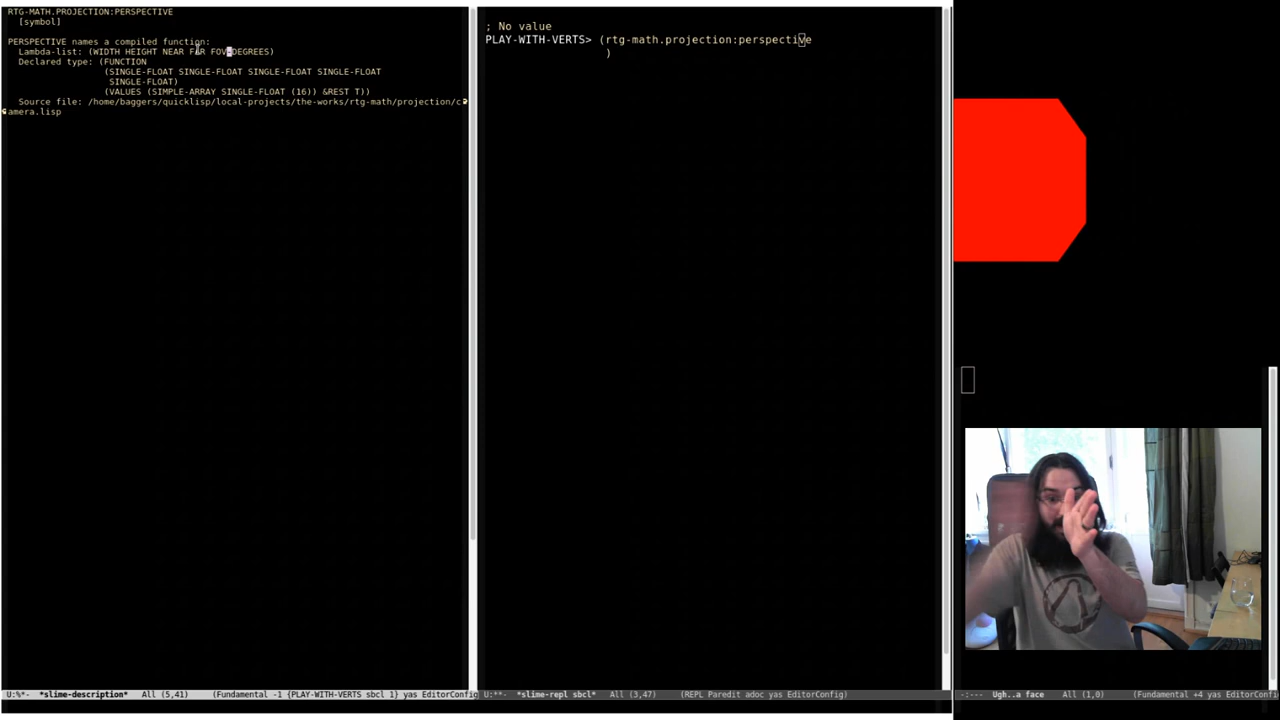 RTG-MATH.PROJECTION:PERSPECTIVE
[symbol]
PERSPECTIVE names a compiled function:
Lambda-list: (WIDTH HEIGHT NEAR FAR FOV-DEGREES)
Declared type: (FUNCTION
(SINGLE-FLOAT SINGLE-FLOAT SINGLE-FLOAT SINGLE-FLOAT
SINGLE-FLOAT)
(VALUES (SIMPLE-ARRAY SINGLE-FLOAT (16)) &REST T))
Source file: /home/baggers/quicklisp/local-projects/the-works/rtg-math/projection/c
amera.lisp
; No value
PLAY-WITH-VERTS> (rtg-math.projection:perspective
)
U:%*- *slime-description* All (5,41) (Fundamental -1 {PLAY-WITH-VERTS sbcl 1} yas EditorConfig
U:**- *slime-repl sbcl* All (3,47) (REPL Paredit adoc yas EditorConfig)
-:--- Ugh..a face All (1,0) (Fundamental +4 yas EditorConfi